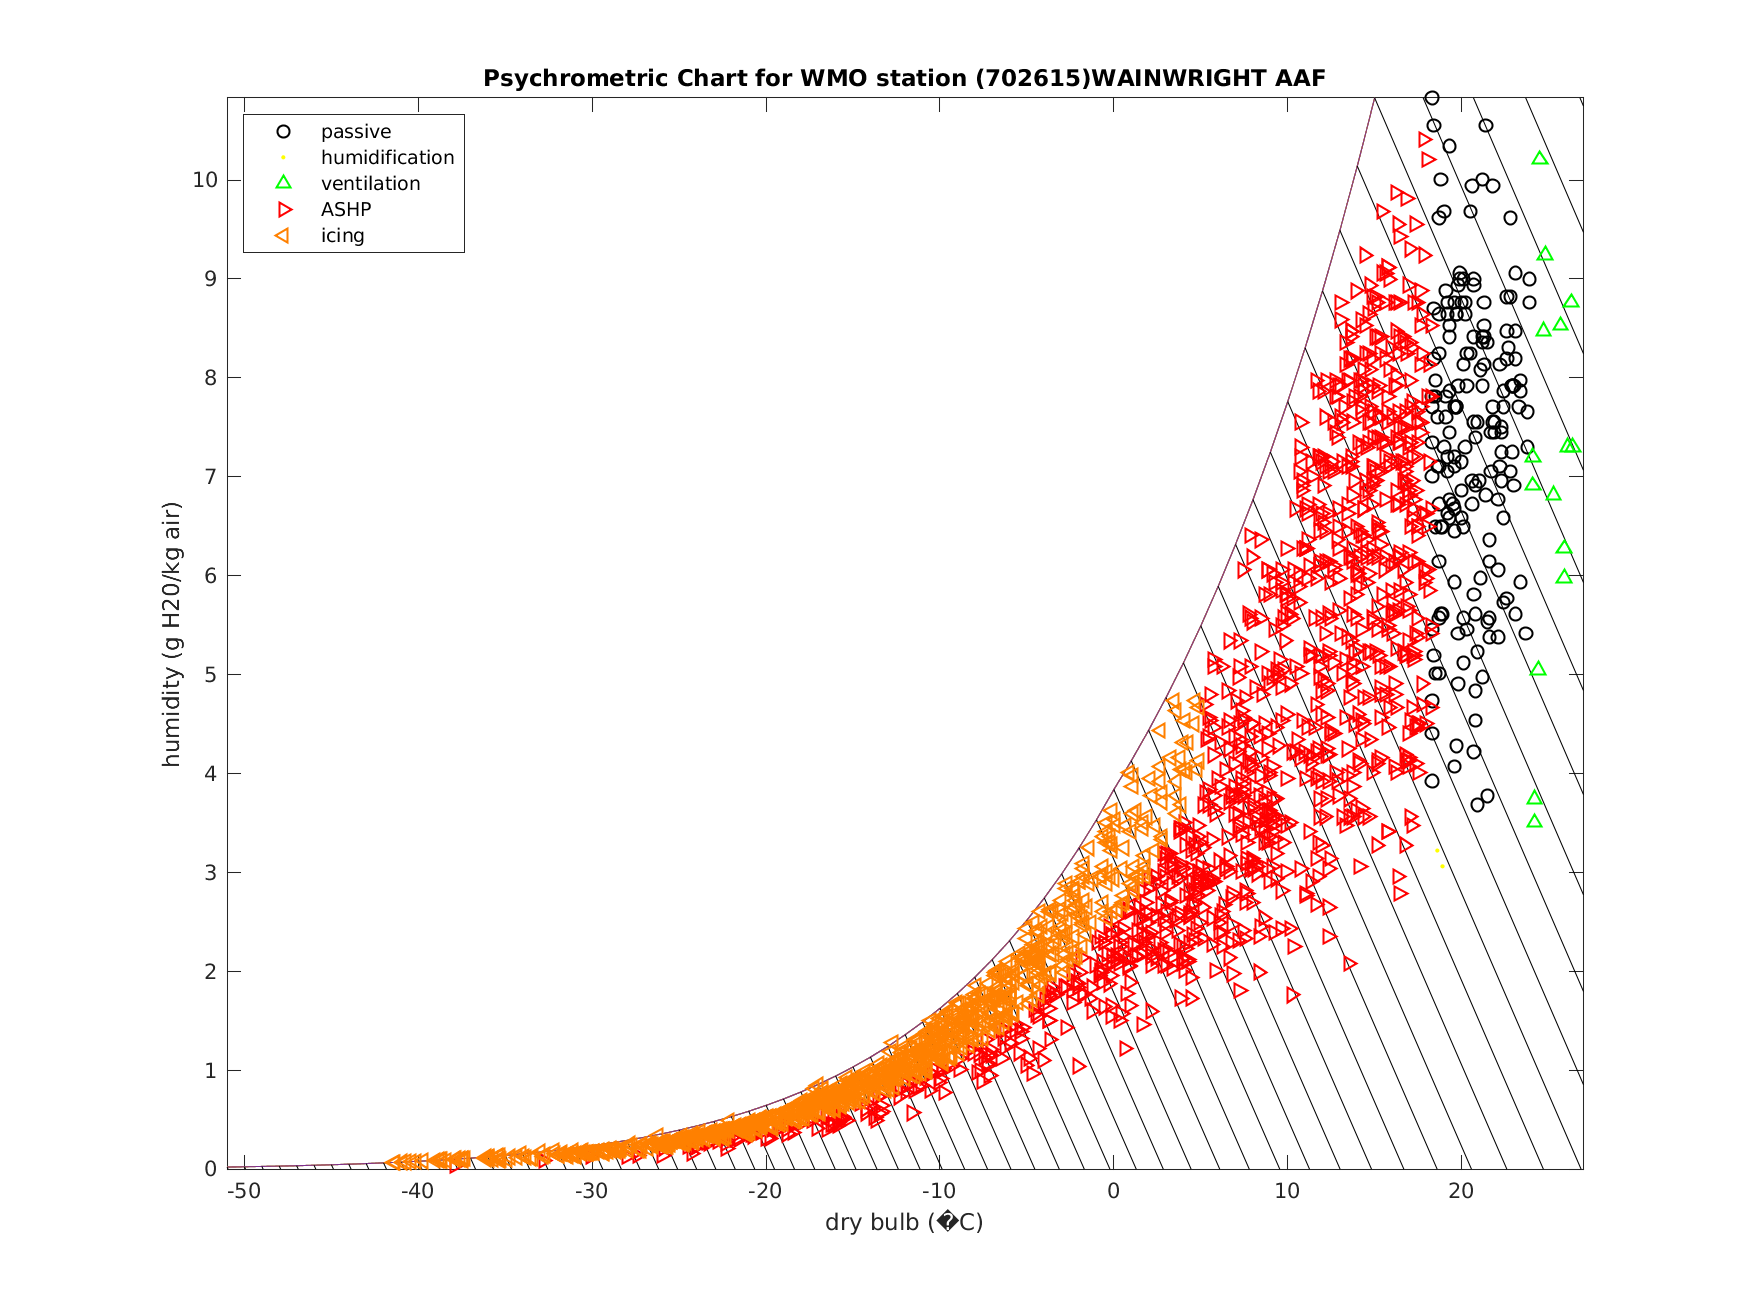 Psychrometric Chart for WMO station (702615)WAINWRIGHT AAF
passive
humidification
ventilation
ASHP
icing
humidity (g H20/kg air)
10
9
8
7
6
5
4
3
2
1
0
-50 -40 -30 -20 -10 0 10 20
dry bulb (�C)